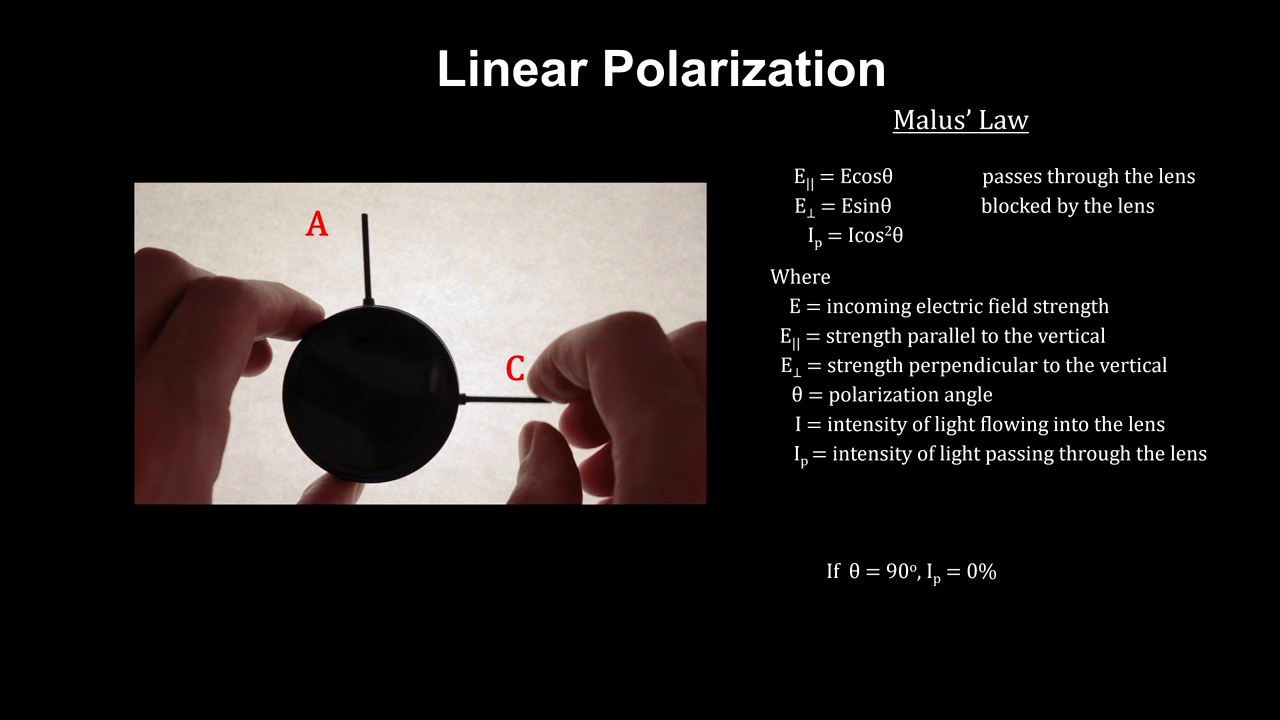 Linear Polarization
Malus’ Law
E|| = Ecosθ passes through the lens
E⊥ = Esinθ blocked by the lens
Ip = Icos²θ
Where
E = incoming electric field strength
E|| = strength parallel to the vertical
E⊥ = strength perpendicular to the vertical
θ = polarization angle
I = intensity of light flowing into the lens
Ip = intensity of light passing through the lens
If θ = 90º, Ip = 0%
A
C